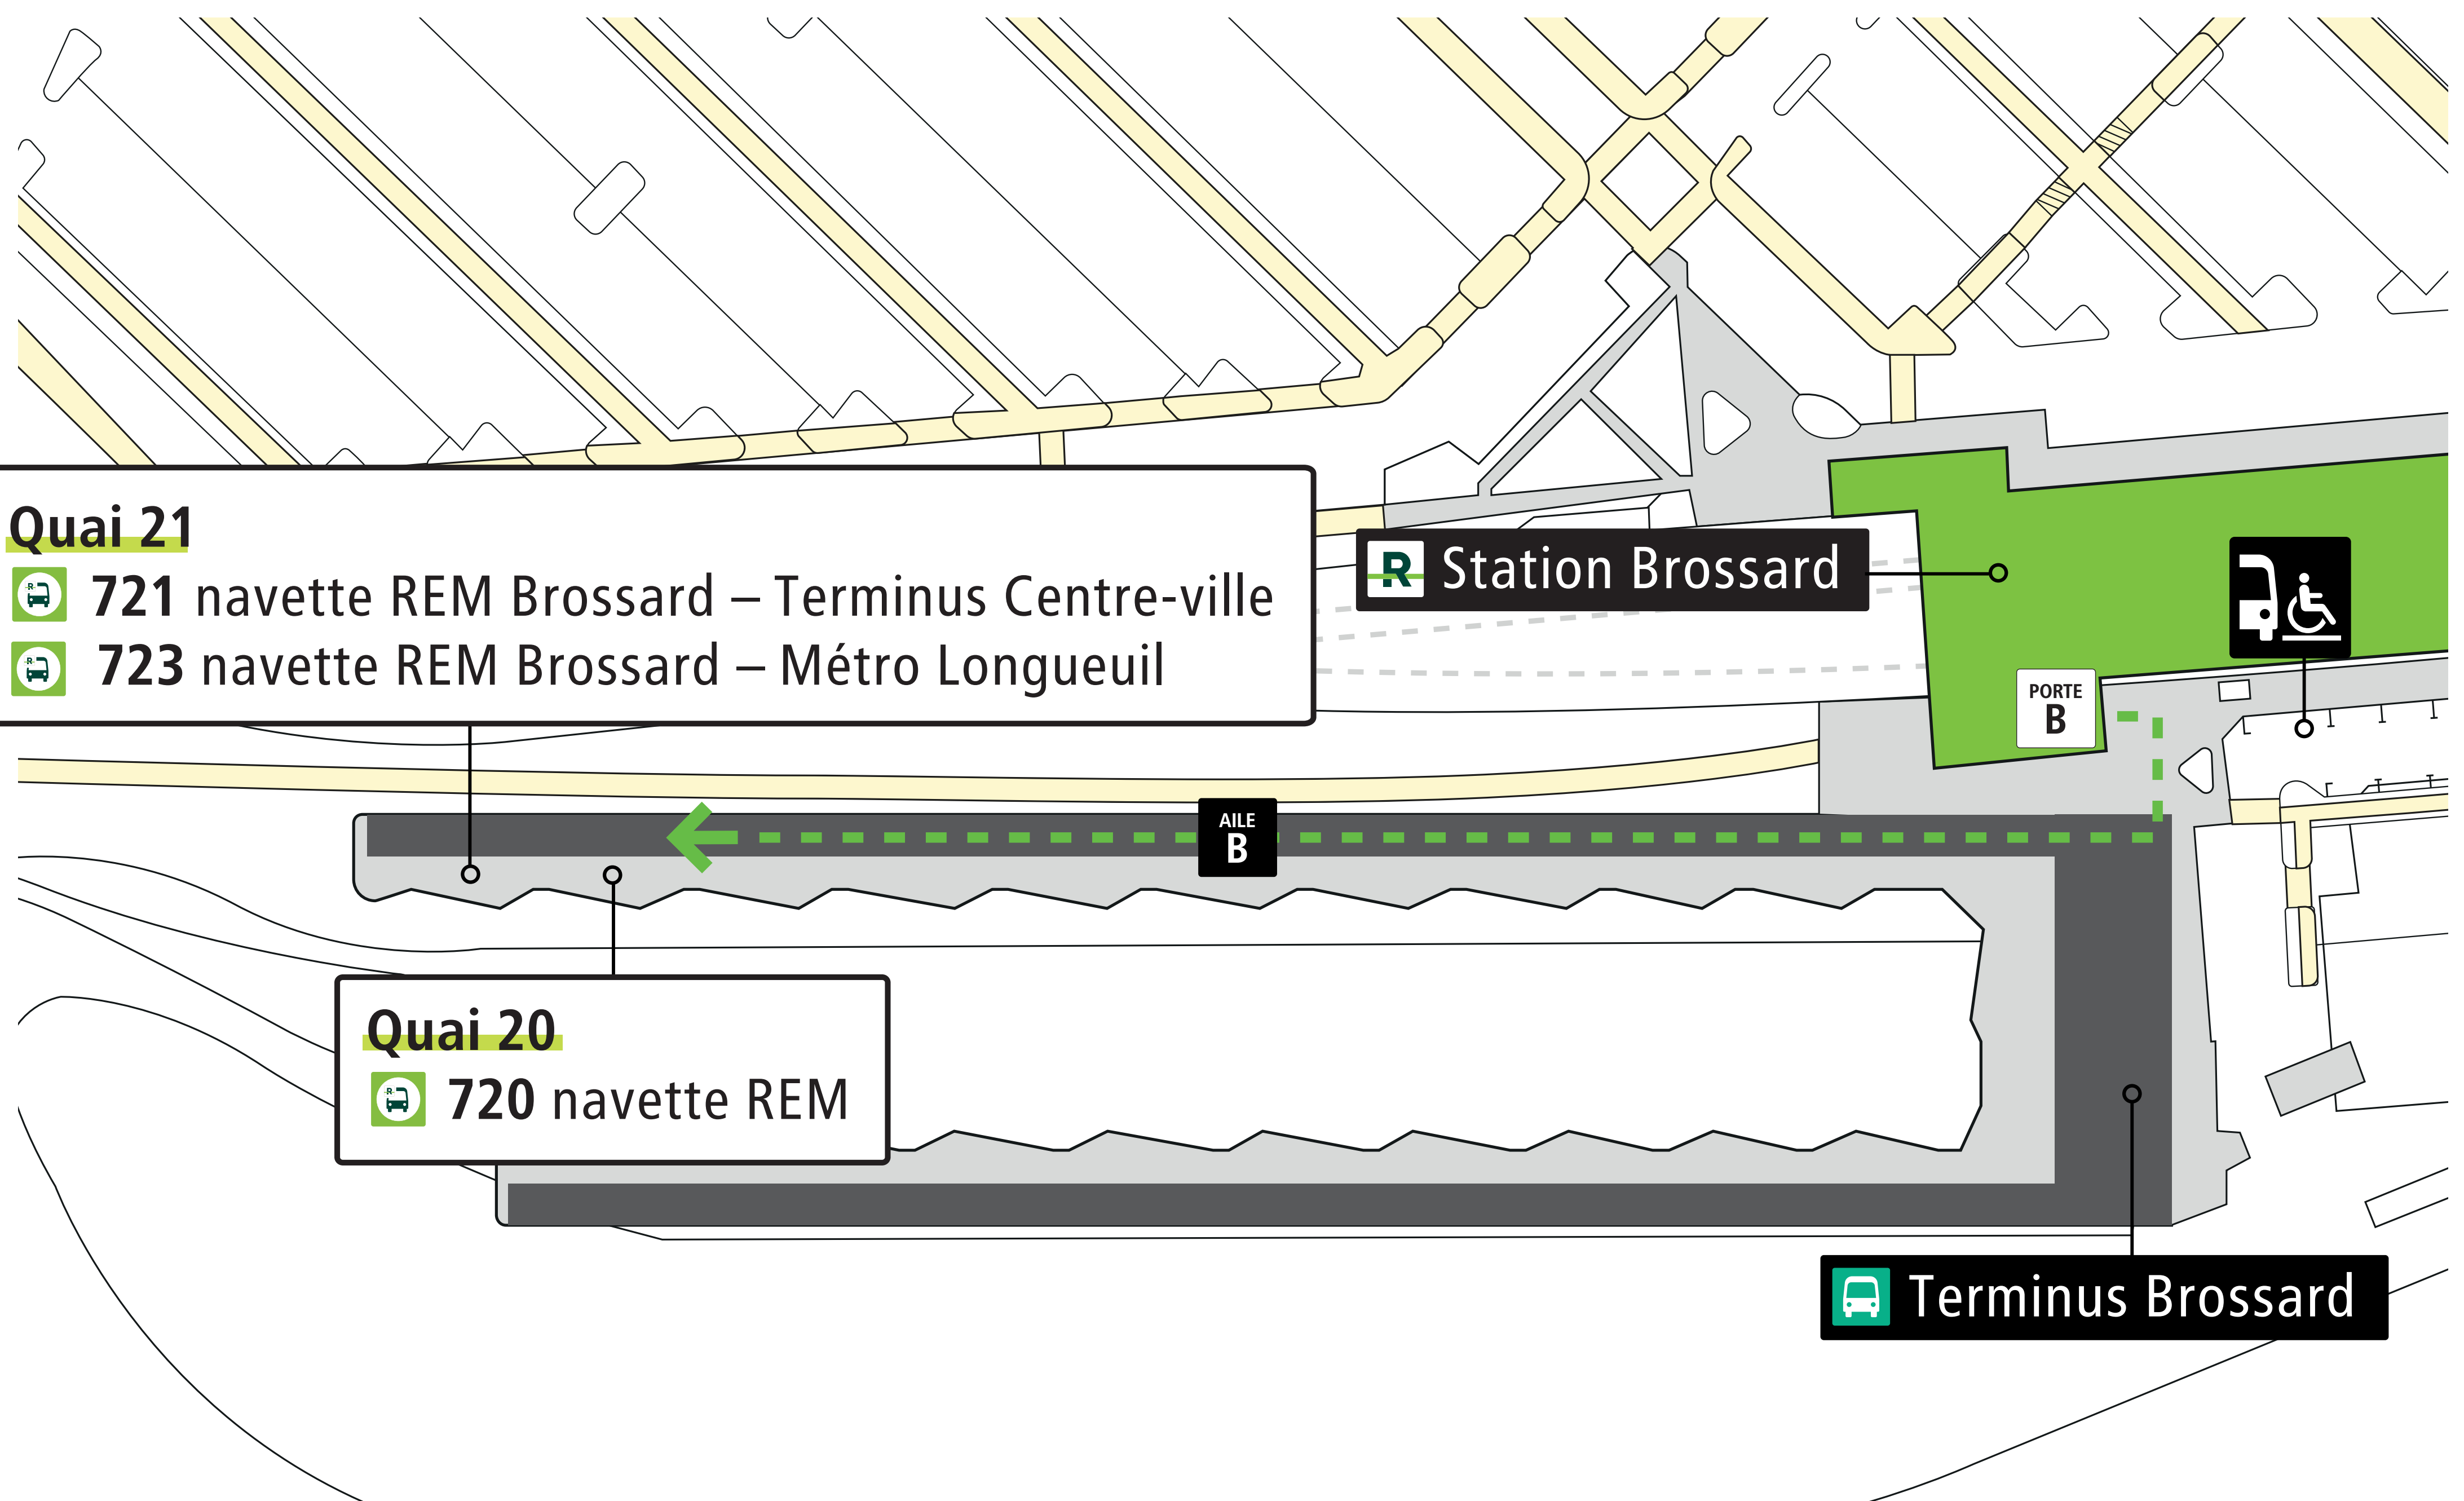 Quai 21
721 navette REM Brossard – Terminus Centre-ville
723 navette REM Brossard – Métro Longueuil
R Station Brossard
PORTE
B
AILE
B
Quai 20
720 navette REM
Terminus Brossard